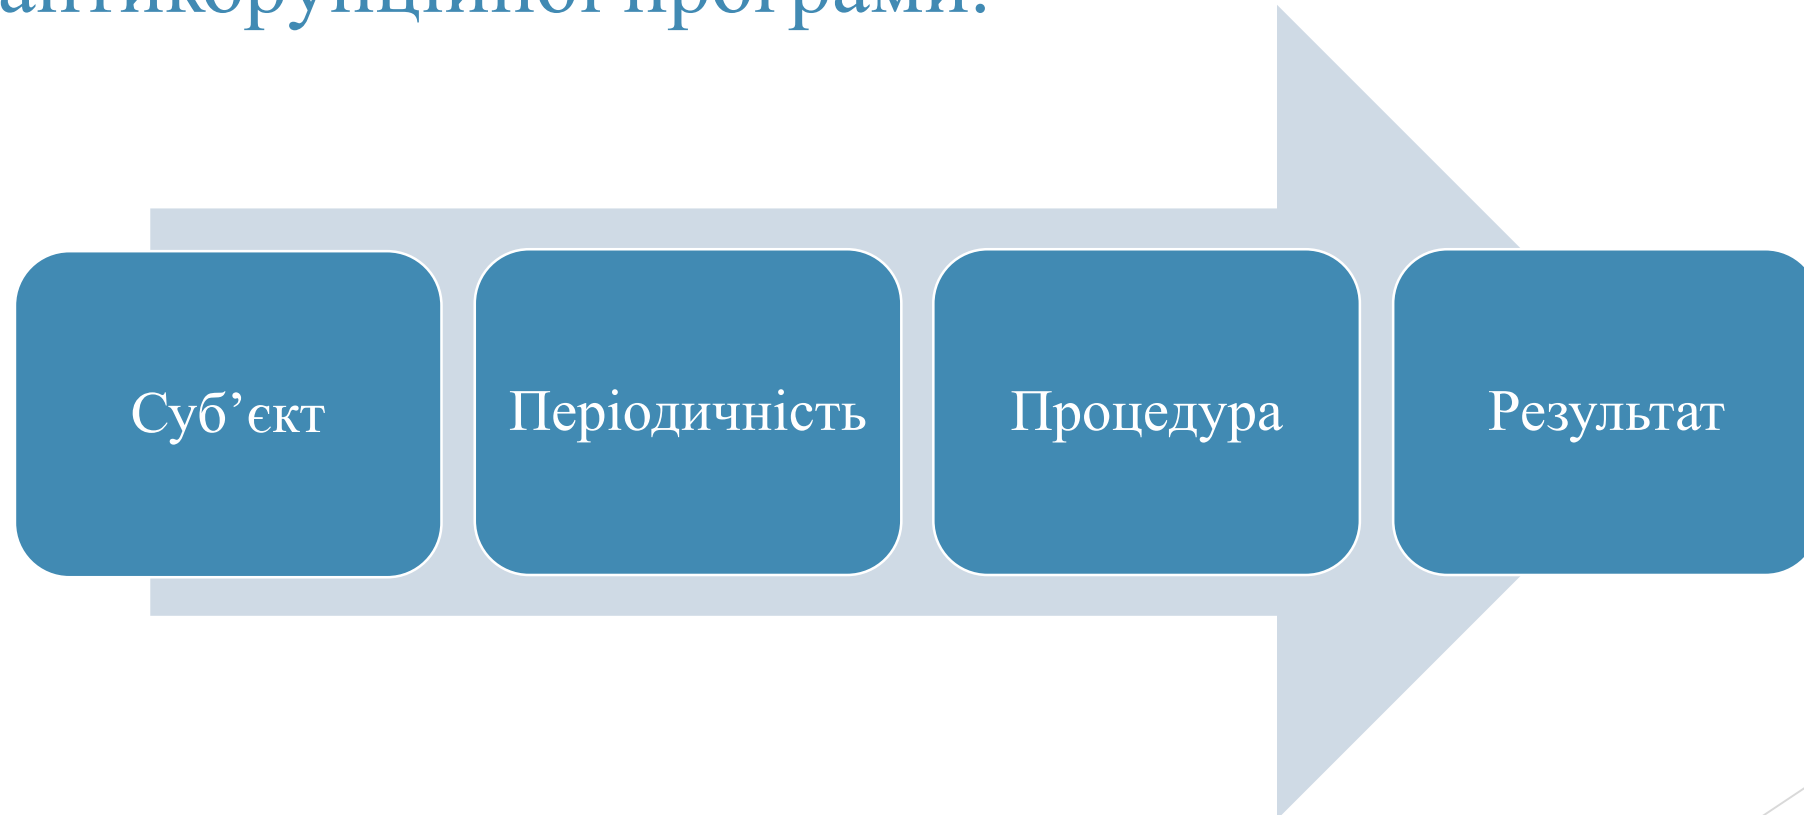 антикорупційної програми:
Суб’єкт
Періодичність
Процедура
Результат